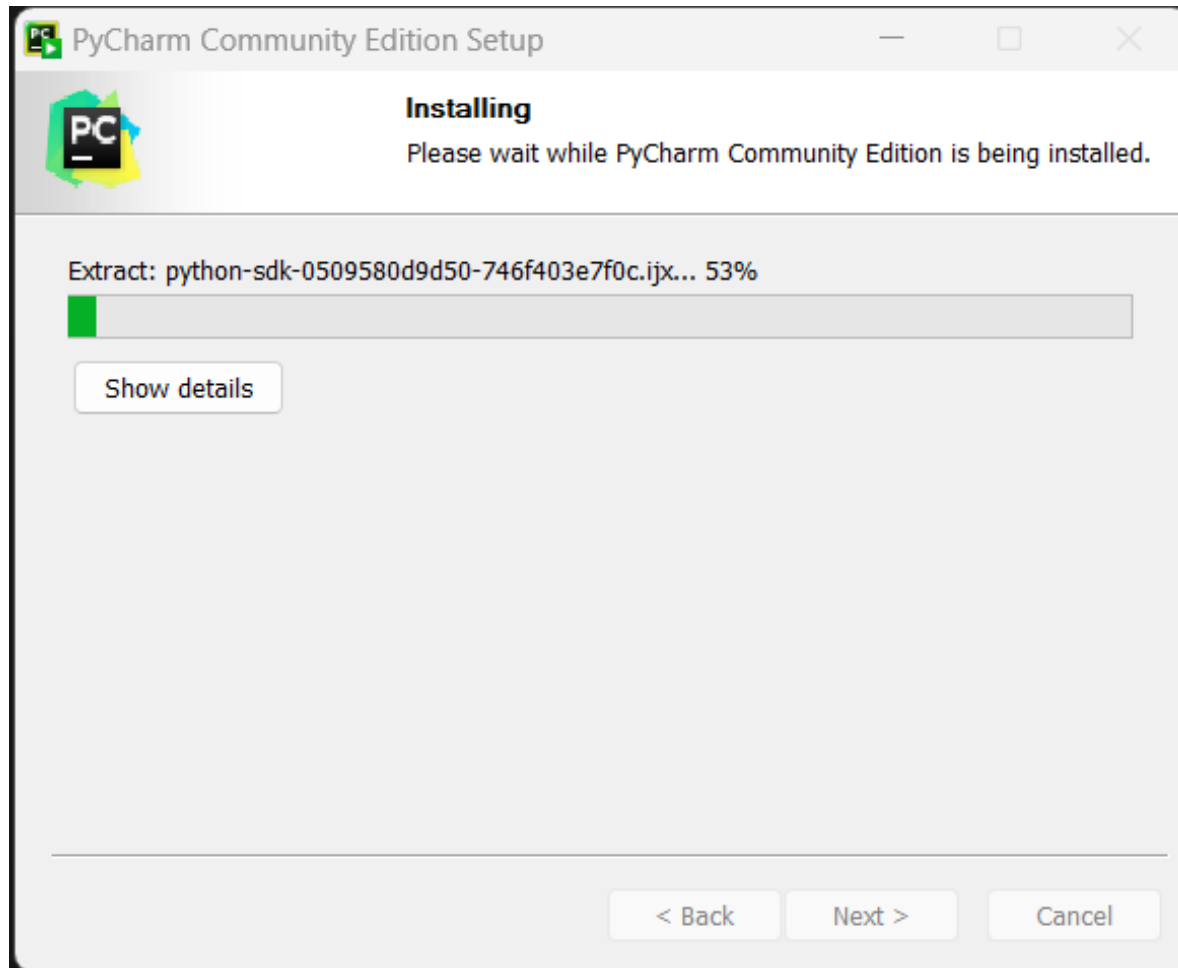 PC PyCharm Community Edition Setup
PC
Installing
Please wait while PyCharm Community Edition is being installed.
Extract: python-sdk-0509580d9d50-746f403e7f0c.ijx... 53%
Show details
< Back Next > Cancel